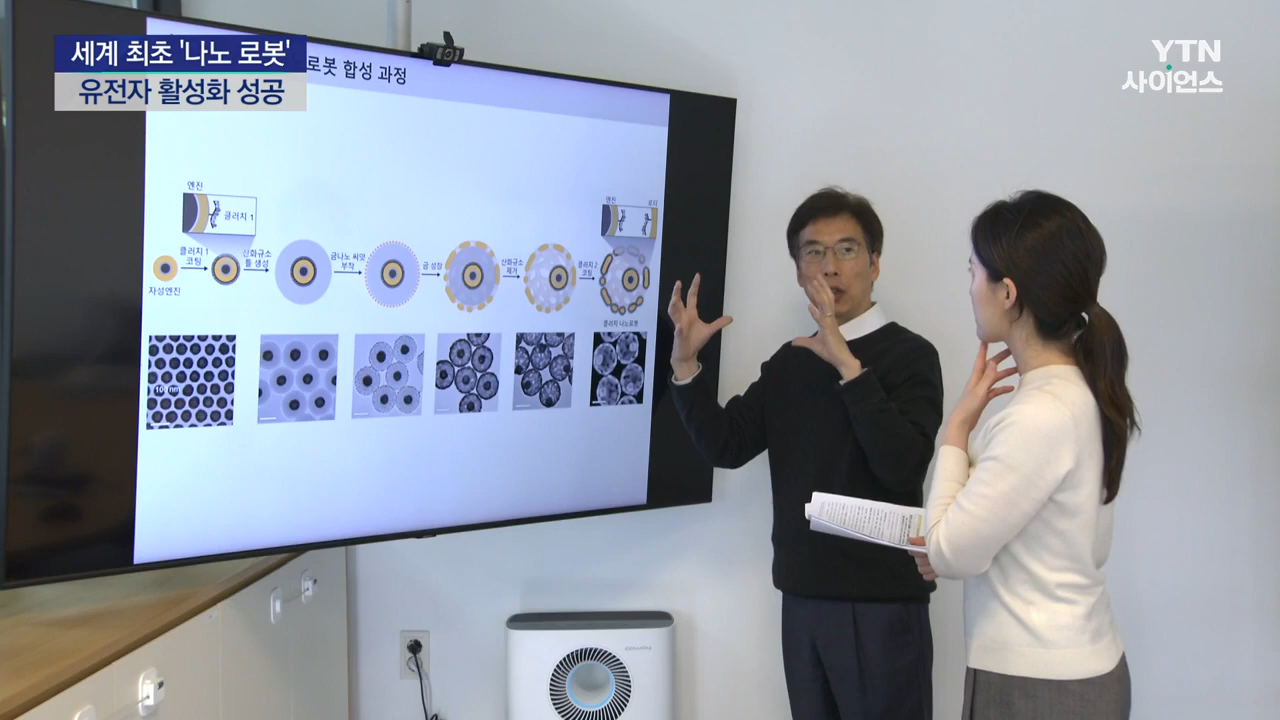 세계 최초 '나노 로봇'
유전자 활성화 성공
YTN
사이언스
로봇 합성 과정
엔진
클러치 1
엔진
로터
클러치 1
코팅
산화규소
틀 생성
금나노 씨앗
부착
금 성장
산화규소
제거
클러치 2
코팅
자성엔진
클러치 나노로봇
100 nm